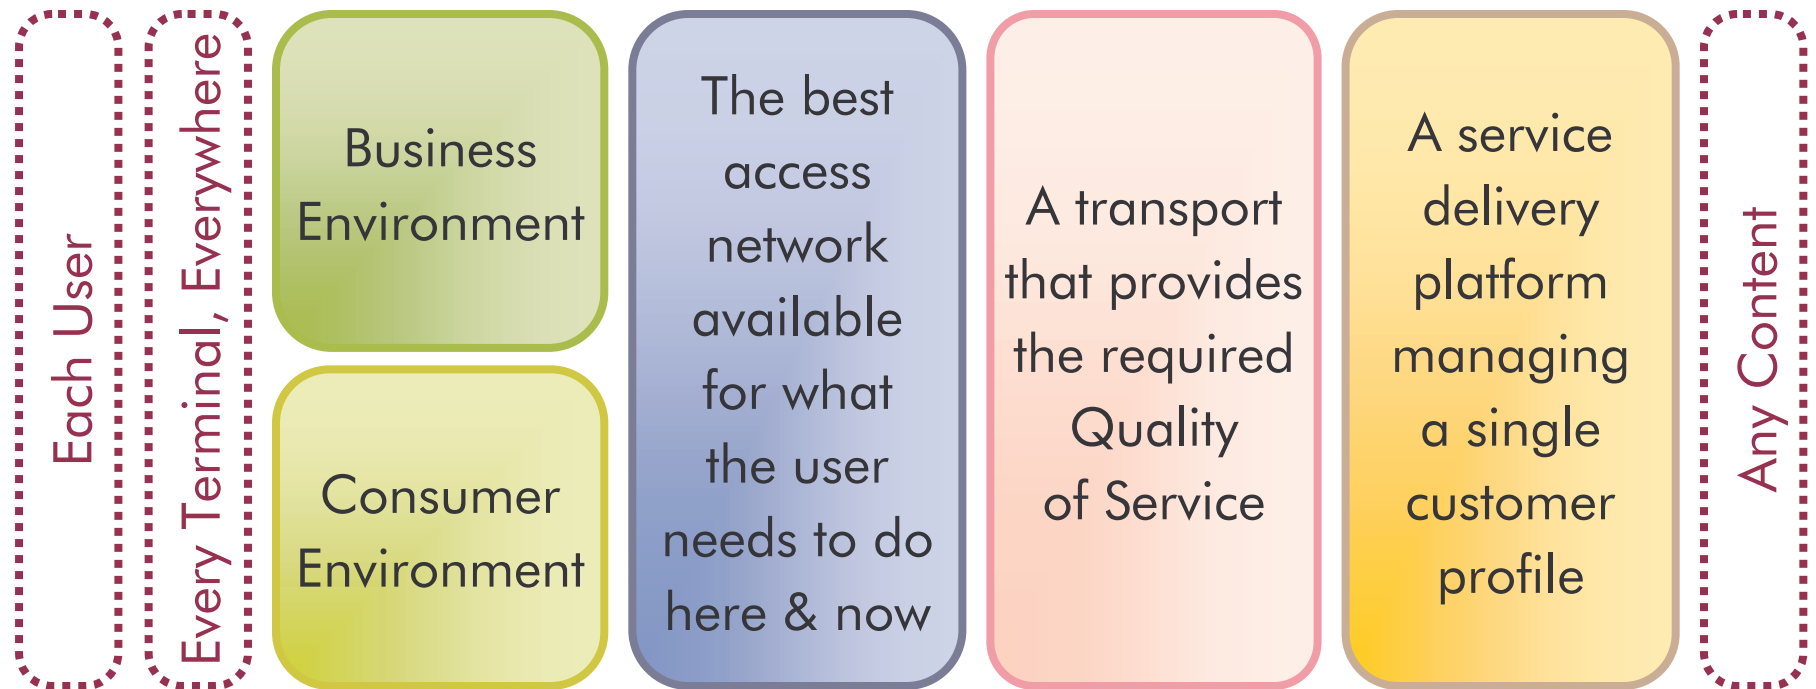 Each User
Every Terminal, Everywhere
Business
Environment
Consumer
Environment
The best
access
network
available
for what
the user
needs to do
here & now
A transport
that provides
the required
Quality
of Service
A service
delivery
platform
managing
a single
customer
profile
Any Content